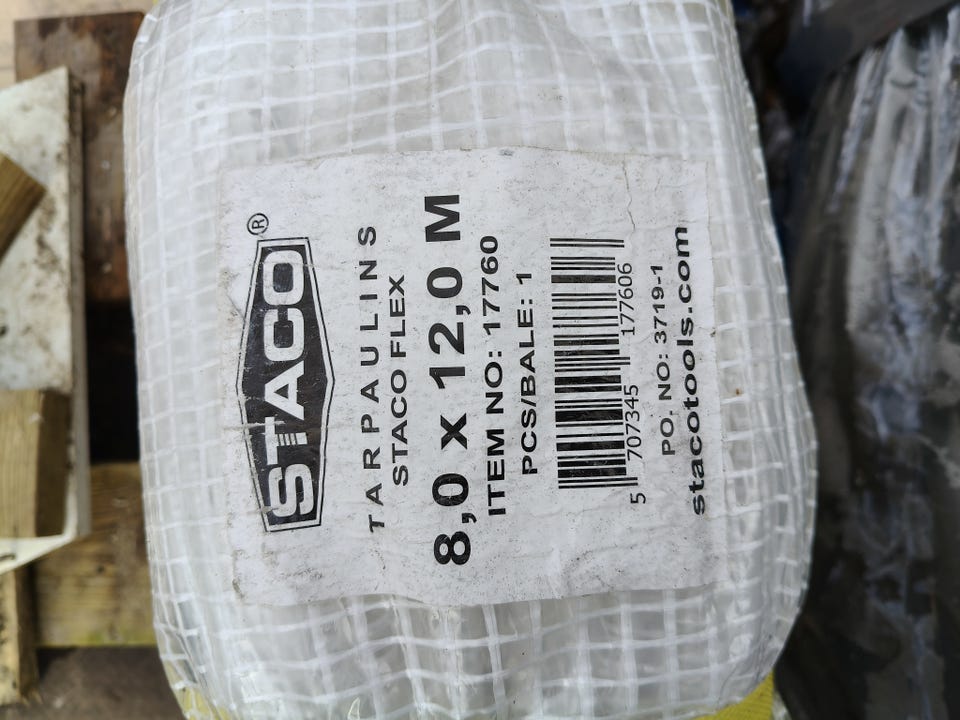 STACO®
TARPAULINS
STACO FLEX
8,0 x 12,0 M
ITEM NO: 177760
PCS/BALE: 1
5 707345 177606
PO. NO: 3719-1
stacotools.com